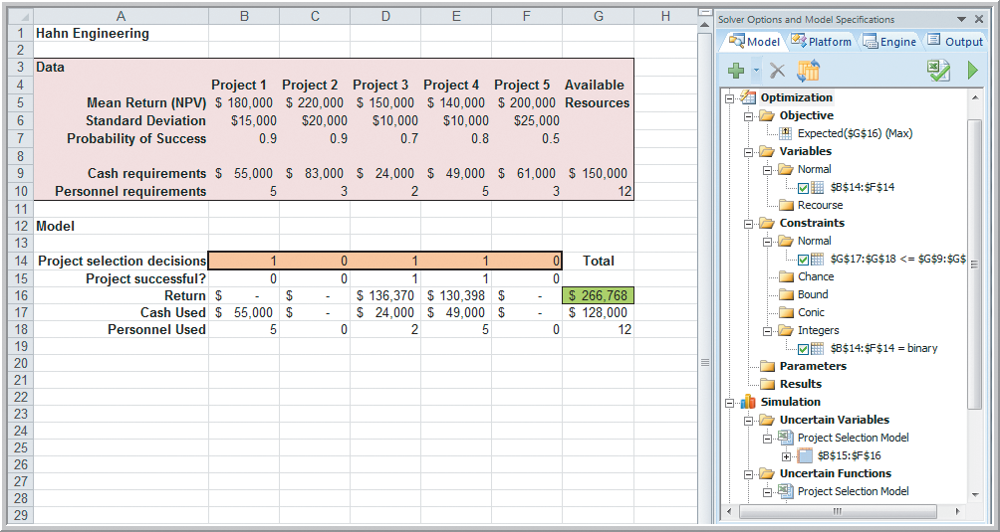 A B C D E F G H
1 Hahn Engineering
2
3 Data
4 Project 1 Project 2 Project 3 Project 4 Project 5 Available
5 Mean Return (NPV) $ 180,000 $ 220,000 $ 150,000 $ 140,000 $ 200,000 Resources
6 Standard Deviation $15,000 $20,000 $10,000 $10,000 $25,000
7 Probability of Success 0.9 0.9 0.7 0.8 0.5
8
9 Cash requirements $ 55,000 $ 83,000 $ 24,000 $ 49,000 $ 61,000 $ 150,000
10 Personnel requirements 5 3 2 5 3 12
11
12 Model
13
14 Project selection decisions 1 0 1 1 0 Total
15 Project successful? 0 0 1 1 0
16 Return $ - $ - $ 136,370 $ 130,398 $ - $ 266,768
17 Cash Used $ 55,000 $ - $ 24,000 $ 49,000 $ - $ 128,000
18 Personnel Used 5 0 2 5 0 12
19
20
21
22
23
24
25
26
27
28
29
Solver Options and Model Specifications
Model Platform Engine Output
Optimization
Objective
Expected($G$16) (Max)
Variables
Normal
$B$14:$F$14
Recourse
Constraints
Normal
$G$17:$G$18 <= $G$9:$G$
Chance
Bound
Conic
Integers
$B$14:$F$14 = binary
Parameters
Results
Simulation
Uncertain Variables
Project Selection Model
$B$15:$F$16
Uncertain Functions
Project Selection Model